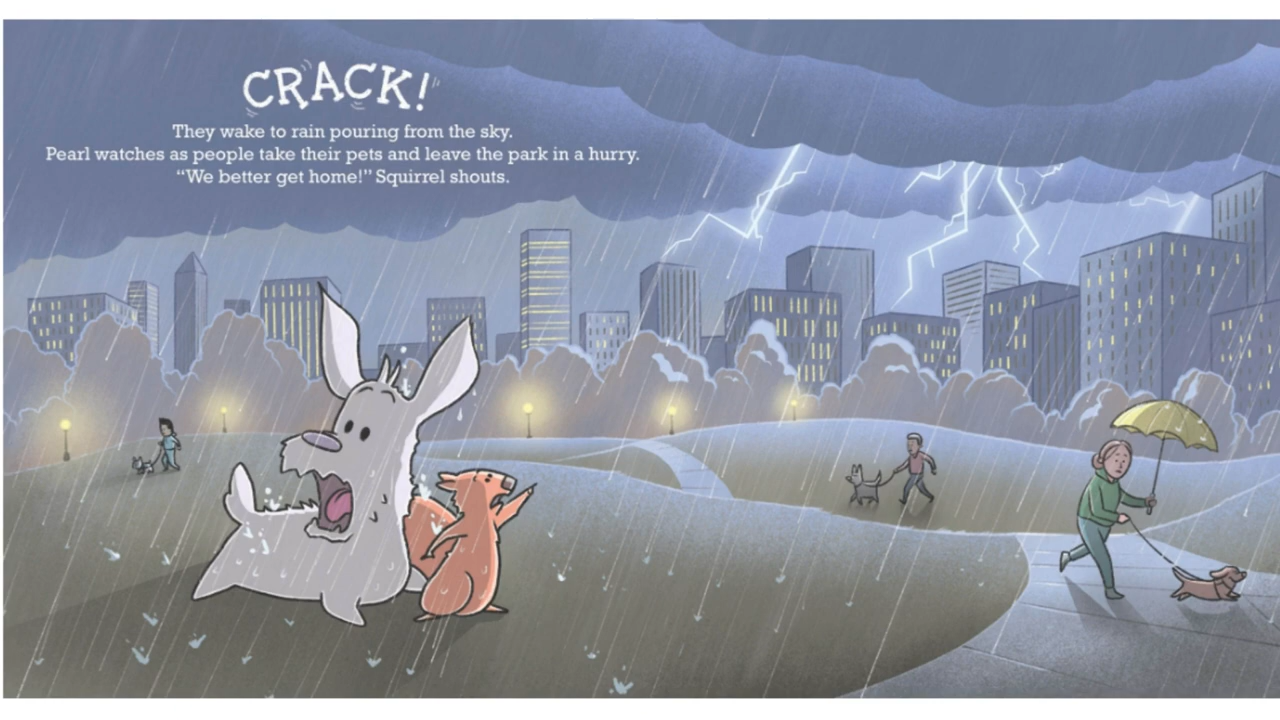 CRACK!
They wake to rain pouring from the sky.
Pearl watches as people take their pets and leave the park in a hurry.
“We better get home!” Squirrel shouts.